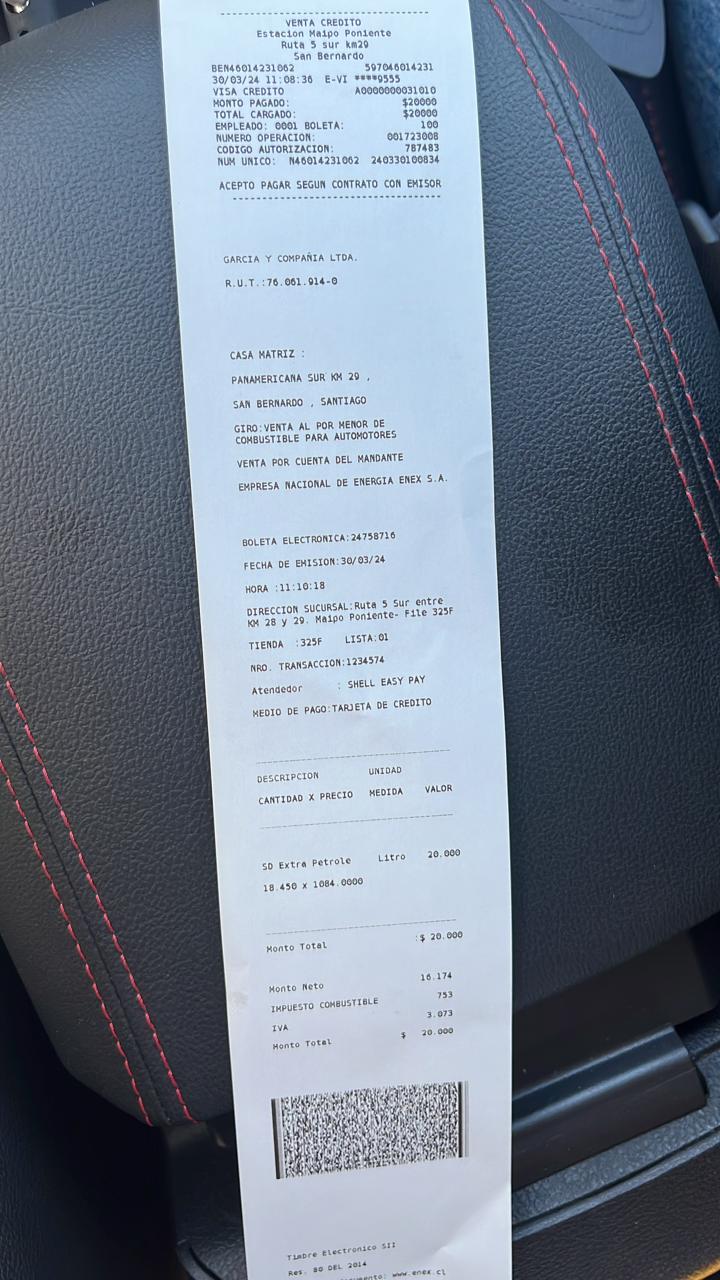 VENTA CREDITO
Estacion Maipo Poniente
Ruta 5 sur km29
San Bernardo
BEN46014231062 597046014231
30/03/24 11:08:36 E-VI ****9555
VISA CREDITO A0000000031010
MONTO PAGADO: $20000
TOTAL CARGADO: $20000
EMPLEADO: 0001 BOLETA: 100
NUMERO OPERACION: 001723008
CODIGO AUTORIZACION: 787483
NUM UNICO: N46014231062 240330100834
ACEPTO PAGAR SEGUN CONTRATO CON EMISOR
GARCIA Y COMPAÑIA LTDA.
R.U.T.:76.061.914-0
CASA MATRIZ :
PANAMERICANA SUR KM 29 ,
SAN BERNARDO , SANTIAGO
GIRO:VENTA AL POR MENOR DE
COMBUSTIBLE PARA AUTOMOTORES
VENTA POR CUENTA DEL MANDANTE
EMPRESA NACIONAL DE ENERGIA ENEX S.A.
BOLETA ELECTRONICA:24758716
FECHA DE EMISION:30/03/24
HORA :11:10:18
DIRECCION SUCURSAL:Ruta 5 Sur entre
KM 28 y 29. Maipo Poniente- File 325F
TIENDA :325F LISTA:01
NRO. TRANSACCION:1234574
Atendedor : SHELL EASY PAY
MEDIO DE PAGO:TARJETA DE CREDITO
DESCRIPCION UNIDAD
CANTIDAD X PRECIO MEDIDA VALOR
SD Extra Petrole Litro 20.000
18.450 x 1084.0000
Monto Total :$ 20.000
Monto Neto 16.174
IMPUESTO COMBUSTIBLE 753
IVA 3.073
Monto Total $ 20.000
Timbre Electronico SII
Res. 80 DEL 2014
www.enex.cl